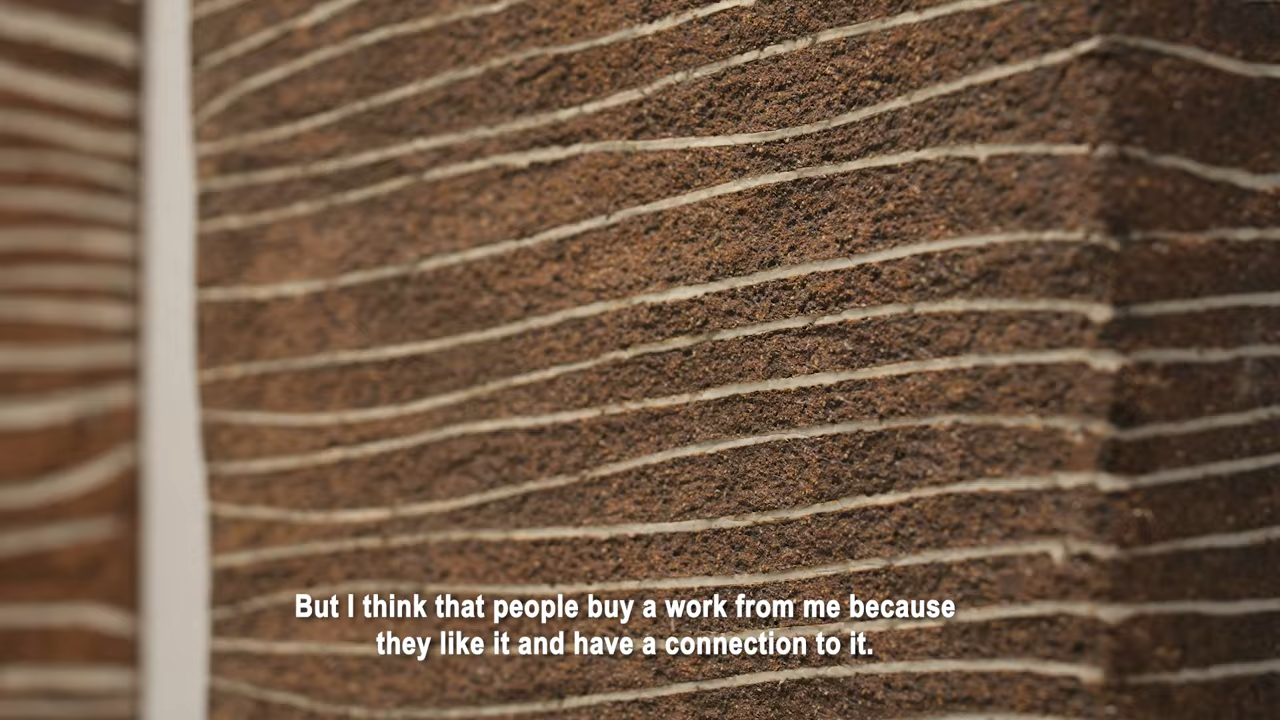 But I think that people buy a work from me because
they like it and have a connection to it.